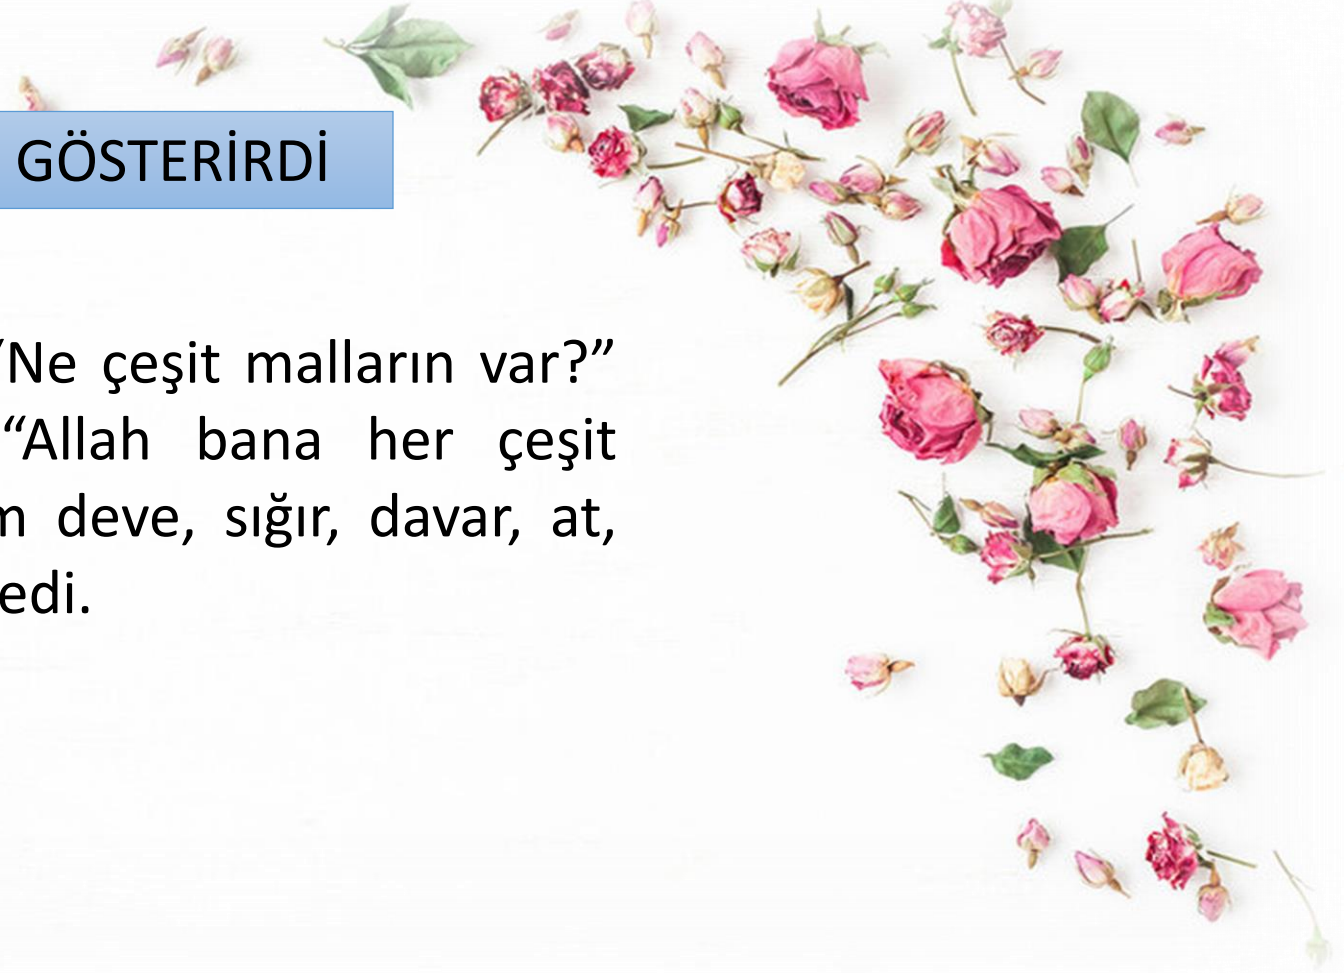 GÖSTERİRDİ
“Ne çeşit malların var?”
“Allah bana her çeşit
m deve, sığır, davar, at,
edi.